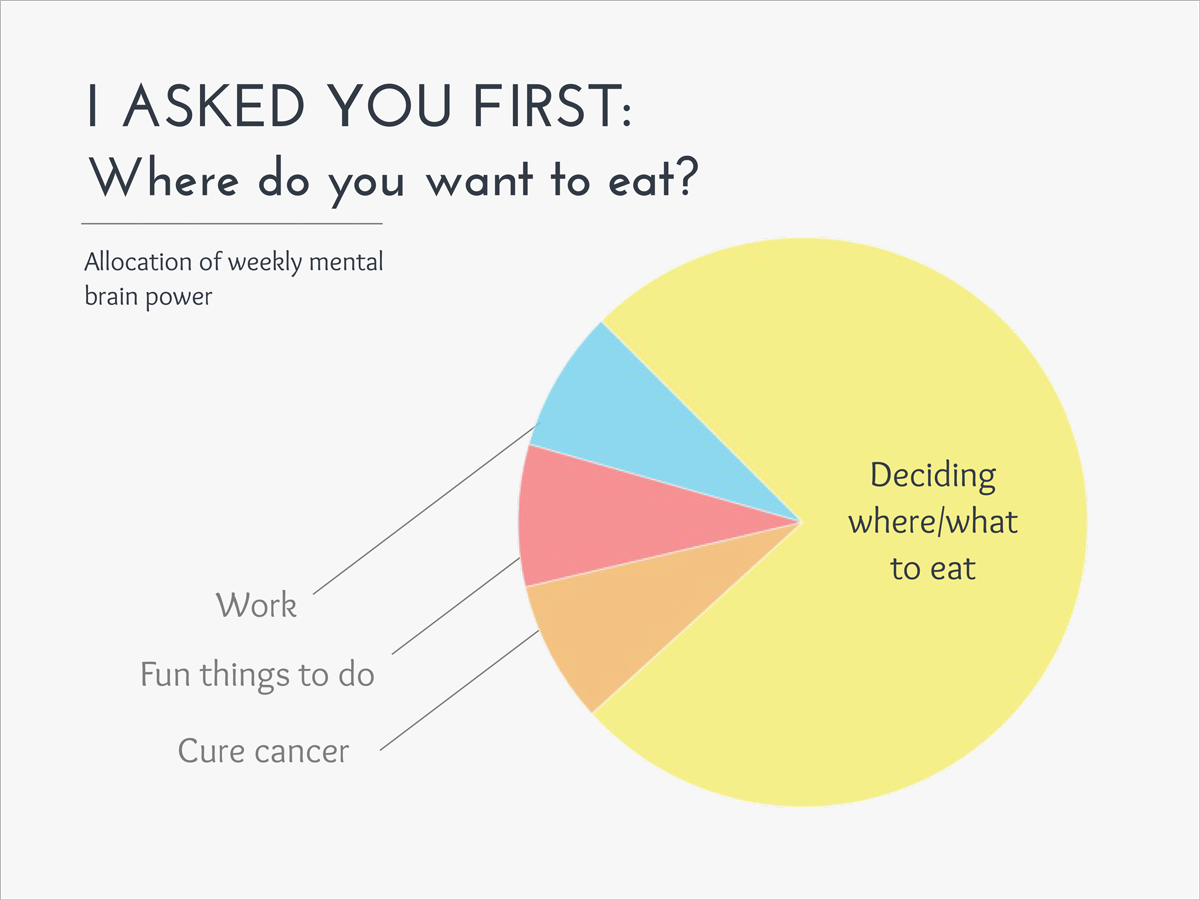 I ASKED YOU FIRST:
Where do you want to eat?
Allocation of weekly mental
brain power
Deciding
where/what
to eat
Work
Fun things to do
Cure cancer